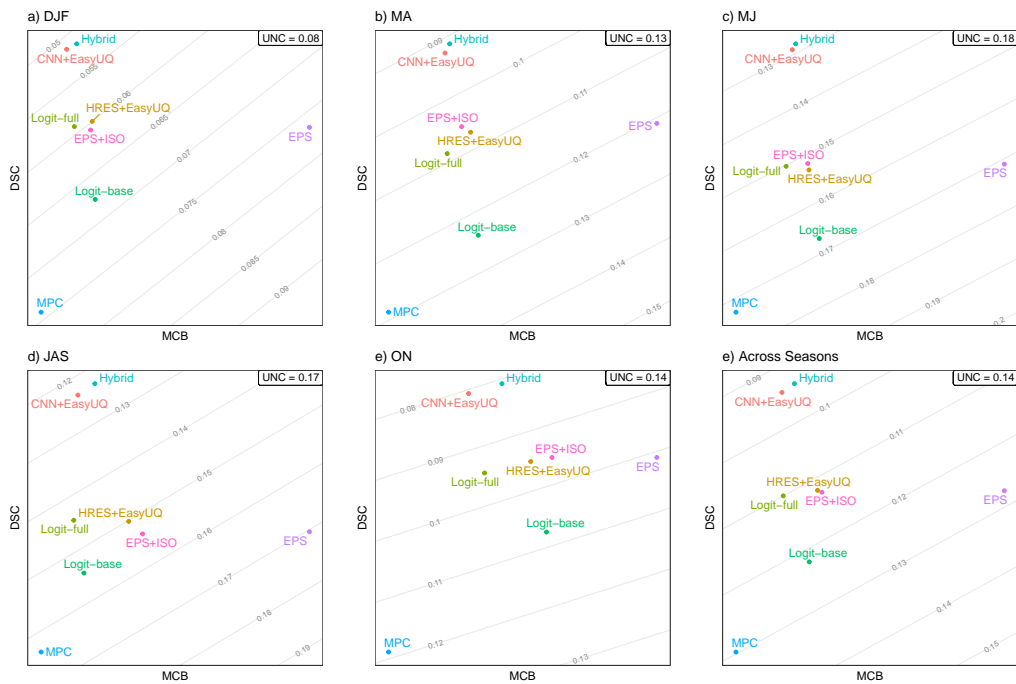 a) DJF
UNC = 0.08
Hybrid
CNN+EasyUQ
HRES+EasyUQ
Logit-full
EPS+ISO
EPS
Logit-base
MPC
0.05
0.055
0.06
0.065
0.07
0.075
0.08
0.085
0.09
DSC
MCB
b) MA
UNC = 0.13
Hybrid
CNN+EasyUQ
EPS+ISO
EPS
HRES+EasyUQ
Logit-full
Logit-base
MPC
0.09
0.1
0.11
0.12
0.13
0.14
0.15
DSC
MCB
c) MJ
UNC = 0.18
Hybrid
CNN+EasyUQ
EPS+ISO
Logit-full
EPS
HRES+EasyUQ
Logit-base
MPC
0.13
0.14
0.15
0.16
0.17
0.18
0.19
0.2
DSC
MCB
d) JAS
UNC = 0.17
Hybrid
CNN+EasyUQ
HRES+EasyUQ
Logit-full
EPS+ISO
EPS
Logit-base
MPC
0.12
0.13
0.14
0.15
0.16
0.17
0.18
0.19
DSC
MCB
e) ON
UNC = 0.14
Hybrid
CNN+EasyUQ
EPS+ISO
HRES+EasyUQ
EPS
Logit-full
Logit-base
MPC
0.08
0.09
0.1
0.11
0.12
0.13
DSC
MCB
e) Across Seasons
UNC = 0.14
Hybrid
CNN+EasyUQ
HRES+EasyUQ
Logit-full
EPS+ISO
EPS
Logit-base
MPC
0.09
0.1
0.11
0.12
0.13
0.14
0.15
DSC
MCB